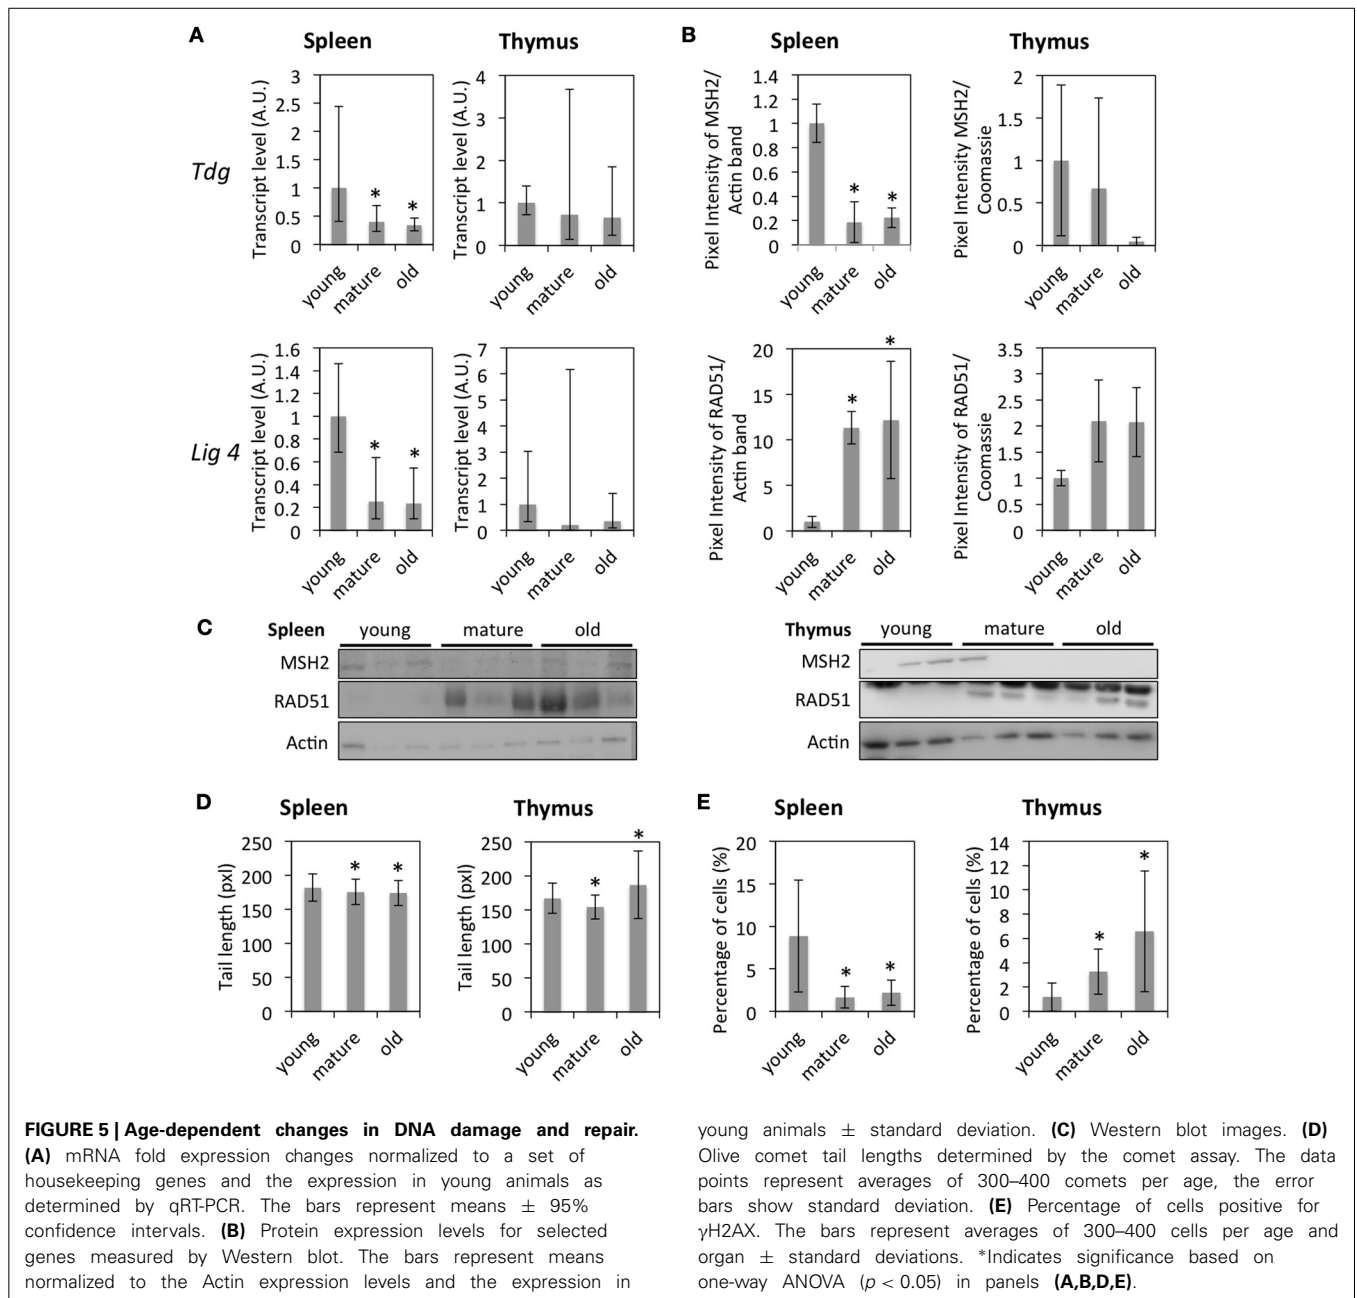 A
Spleen
Thymus
Tdg
Transcript level (A.U.)
3
2.5
2
1.5
1
0.5
0
*
*
young
mature
old
Transcript level (A.U.)
4
3
2
1
0
young
mature
old
Lig 4
Transcript level (A.U.)
1.6
1.4
1.2
1
0.8
0.6
0.4
0.2
0
*
*
young
mature
old
Transcript level (A.U.)
7
6
5
4
3
2
1
0
young
mature
old
B
Spleen
Thymus
Pixel Intensity of MSH2/
Actin band
1.4
1.2
1
0.8
0.6
0.4
0.2
0
*
*
young
mature
old
Pixel Intensity MSH2/
Coomassie
2
1.5
1
0.5
0
young
mature
old
Pixel Intensity of RAD51/
Actin band
20
15
10
5
0
*
*
young
mature
old
Pixel Intensity of RAD51/
Coomassie
3.5
3
2.5
2
1.5
1
0.5
0
young
mature
old
C
Spleen young mature old
MSH2
RAD51
Actin
Thymus young mature old
MSH2
RAD51
Actin
D
Spleen
Thymus
Tail length (pxl)
250
200
150
100
50
0
*
*
young
mature
old
Tail length (pxl)
250
200
150
100
50
0
*
*
young
mature
old
E
Spleen
Thymus
Percentage of cells (%)
20
15
10
5
0
*
*
young
mature
old
Percentage of cells (%)
14
12
10
8
6
4
2
0
*
*
young
mature
old
FIGURE 5 | Age-dependent changes in DNA damage and repair.
(A) mRNA fold expression changes normalized to a set of
housekeeping genes and the expression in young animals as
determined by qRT-PCR. The bars represent means ± 95%
confidence intervals. (B) Protein expression levels for selected
genes measured by Western blot. The bars represent means
normalized to the Actin expression levels and the expression in
young animals ± standard deviation. (C) Western blot images. (D)
Olive comet tail lengths determined by the comet assay. The data
points represent averages of 300–400 comets per age, the error
bars show standard deviation. (E) Percentage of cells positive for
γH2AX. The bars represent averages of 300–400 cells per age and
organ ± standard deviations. *Indicates significance based on
one-way ANOVA (p < 0.05) in panels (A,B,D,E).